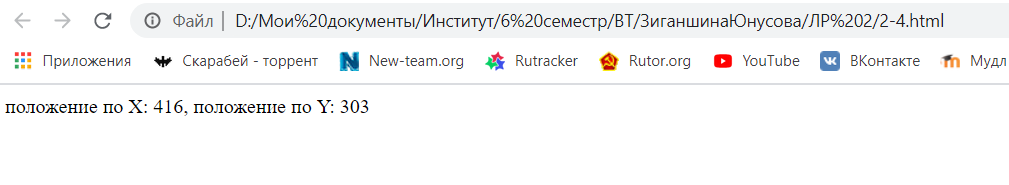 Файл D:/Мои%20документы/Институт/6%20семестр/ВТ/ЗиганшинаЮнусова/ЛР%202/2-4.html
Приложения Скарабей - торрент New-team.org Rutracker Rutor.org YouTube ВКонтакте Мудл
положение по X: 416, положение по Y: 303